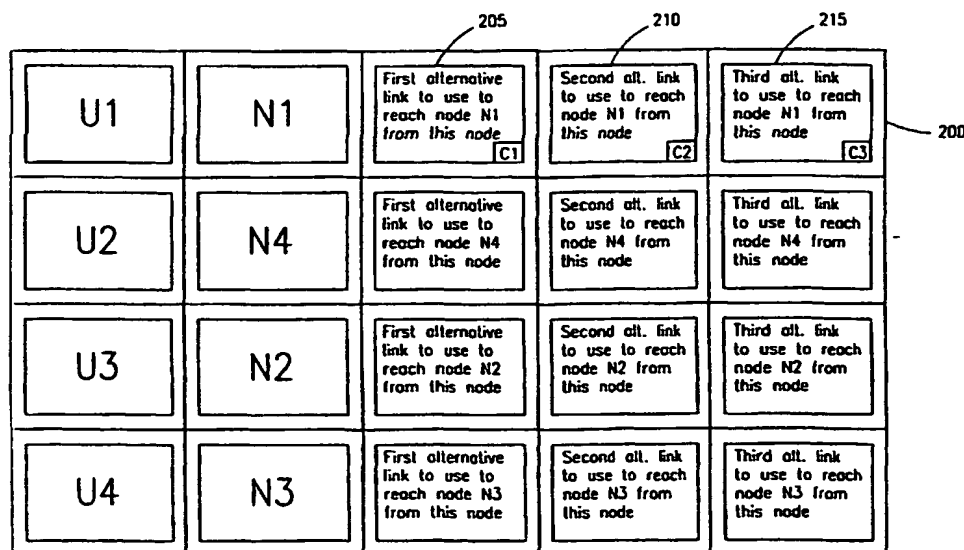 205
210
215
200
U1
N1
First alternative
link to use to
reach node N1
from this node
C1
Second alt. link
to use to reach
node N1 from
this node
C2
Third alt. link
to use to reach
node N1 from
this node
C3
U2
N4
First alternative
link to use to
reach node N4
from this node
Second alt. link
to use to reach
node N4 from
this node
Third alt. link
to use to reach
node N4 from
this node
U3
N2
First alternative
link to use to
reach node N2
from this node
Second alt. link
to use to reach
node N2 from
this node
Third alt. link
to use to reach
node N2 from
this node
U4
N3
First alternative
link to use to
reach node N3
from this node
Second alt. link
to use to reach
node N3 from
this node
Third alt. link
to use to reach
node N3 from
this node